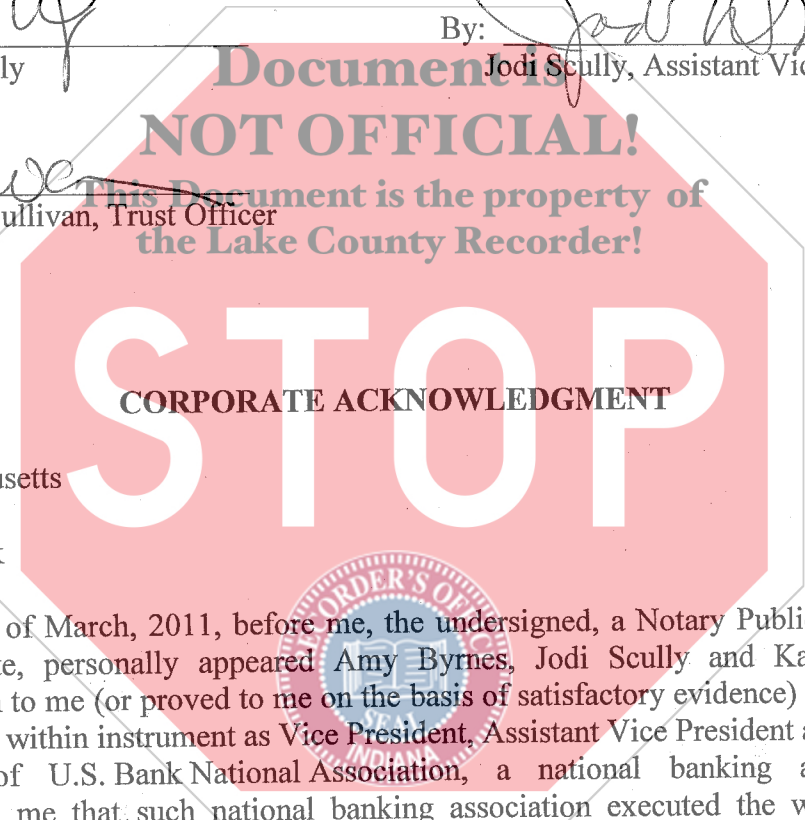 By:
ly
Jodi Scully, Assistant Vic
Document is
NOT OFFICIAL!
This Document is the property of
the Lake County Recorder!
ullivan, Trust Officer
STOP
CORPORATE ACKNOWLEDGMENT
usetts
of March, 2011, before me, the undersigned, a Notary Publi
te, personally appeared Amy Byrnes, Jodi Scully and Ka
to me (or proved to me on the basis of satisfactory evidence)
within instrument as Vice President, Assistant Vice President a
of U.S. Bank National Association, a national banking a
me that such national banking association executed the w
RECORDER'S OFFICE
SEAL
INDIANA